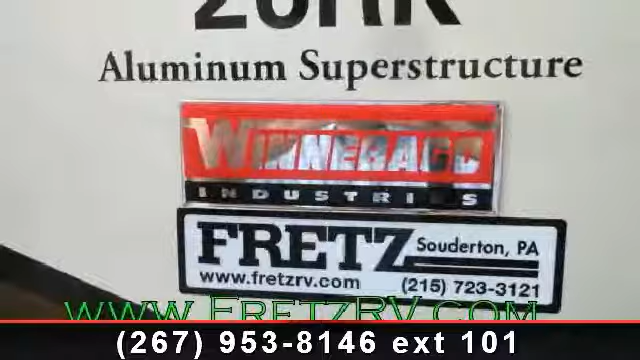 Aluminum Superstructure
WINNEBAGO
INDUSTRIES
FRETZ Souderton, PA
www.fretzrv.com (215) 723-3121
www.FretzRV.com
(267) 953-8146 ext 101